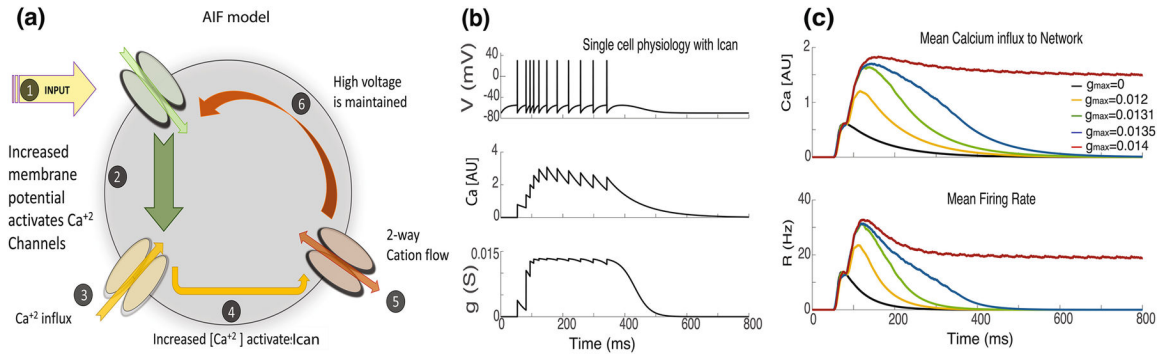 (a)
AIF model
1
INPUT
6
High voltage
is maintained
2
Increased
membrane
potential
activates Ca+2
Channels
2-way
Cation flow
3
4
5
Ca+2 influx
Increased [Ca+2 ] activate:Ican
(b)
Single cell physiology with Ican
V (mV)
40
0
-40
-80
Ca [AU]
4
2
0
g (S)
0.015
0
0 200 400 600 800
Time (ms)
(c)
Mean Calcium influx to Network
Ca [AU]
2
1
0
gmax=0
gmax=0.012
gmax=0.0131
gmax=0.0135
gmax=0.014
Mean Firing Rate
R (Hz)
40
20
0
0 200 400 600 800
Time (ms)